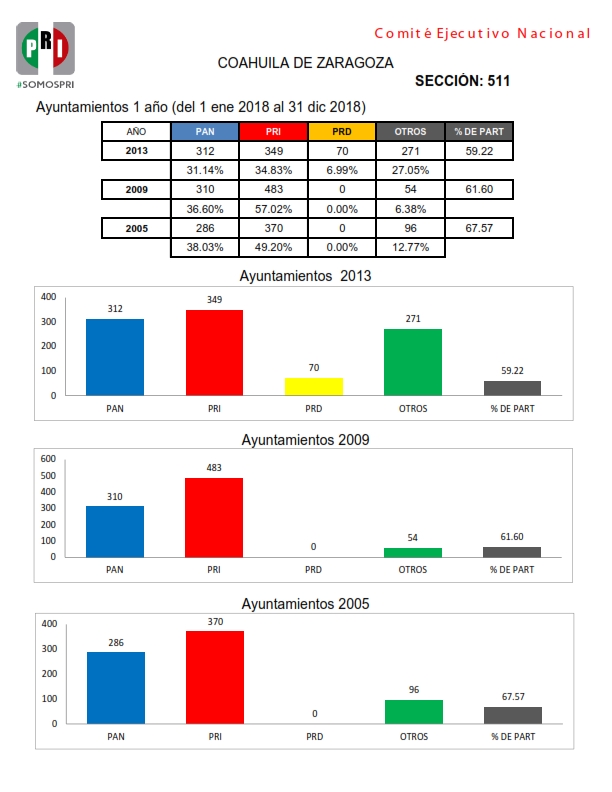 Comité Ejecutivo Nacional
PRI
#SOMOSPRI
COAHUILA DE ZARAGOZA
SECCIÓN: 511
Ayuntamientos 1 año (del 1 ene 2018 al 31 dic 2018)
AÑO PAN PRI PRD OTROS % DE PART
2013 312 349 70 271 59.22
31.14% 34.83% 6.99% 27.05%
2009 310 483 0 54 61.60
36.60% 57.02% 0.00% 6.38%
2005 286 370 0 96 67.57
38.03% 49.20% 0.00% 12.77%
Ayuntamientos 2013
400
300
200
100
0
312 349 70 271 59.22
PAN PRI PRD OTROS % DE PART
Ayuntamientos 2009
600
500
400
300
200
100
0
310 483 0 54 61.60
PAN PRI PRD OTROS % DE PART
Ayuntamientos 2005
400
300
200
100
0
286 370 0 96 67.57
PAN PRI PRD OTROS % DE PART